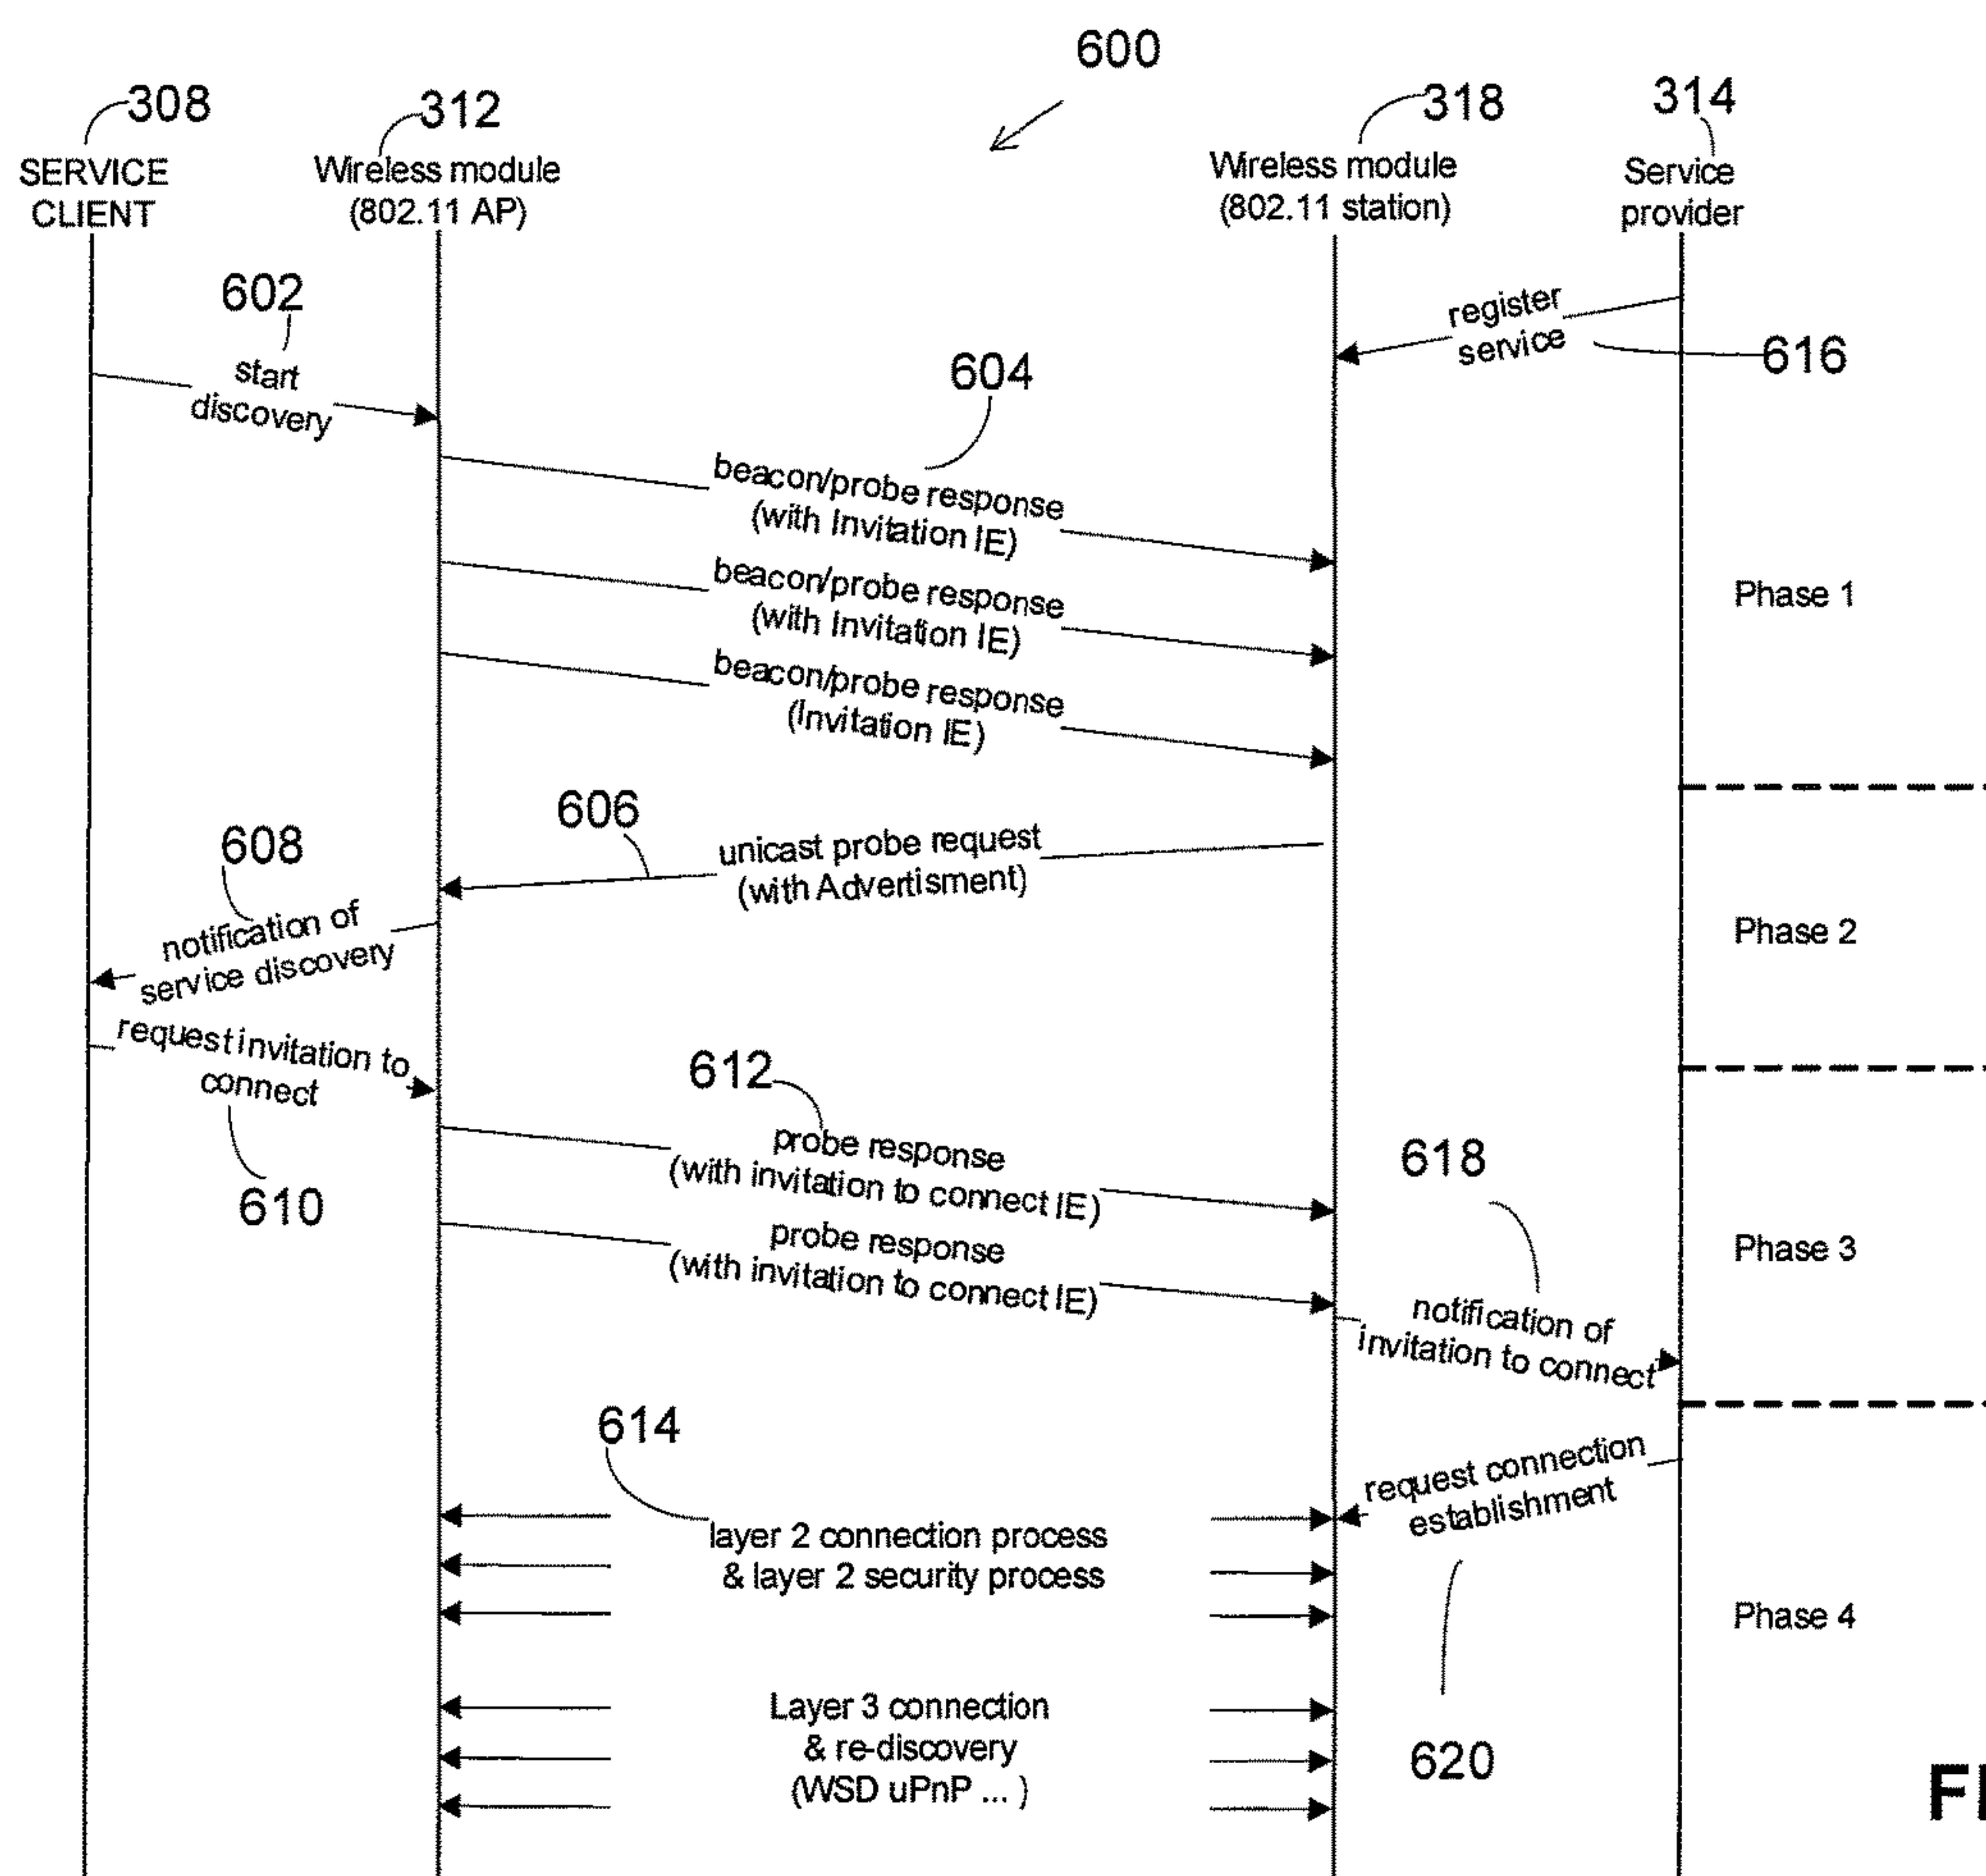 600
308
312
318
314
SERVICE
CLIENT
Wireless module
(802.11 AP)
Wireless module
(802.11 station)
Service
provider
602
start
discovery
register
service
616
604
beacon/probe response
(with Invitation IE)
beacon/probe response
(with Invitation IE)
beacon/probe response
(Invitation IE)
Phase 1
606
unicast probe request
(with Advertisment)
608
notification of
service discovery
Phase 2
request invitation to
connect
610
612
probe response
(with invitation to connect IE)
probe response
(with invitation to connect IE)
618
notification of
invitation to connect
Phase 3
614
layer 2 connection process
& layer 2 security process
request connection
establishment
620
Phase 4
Layer 3 connection
& re-discovery
(WSD uPnP ... )